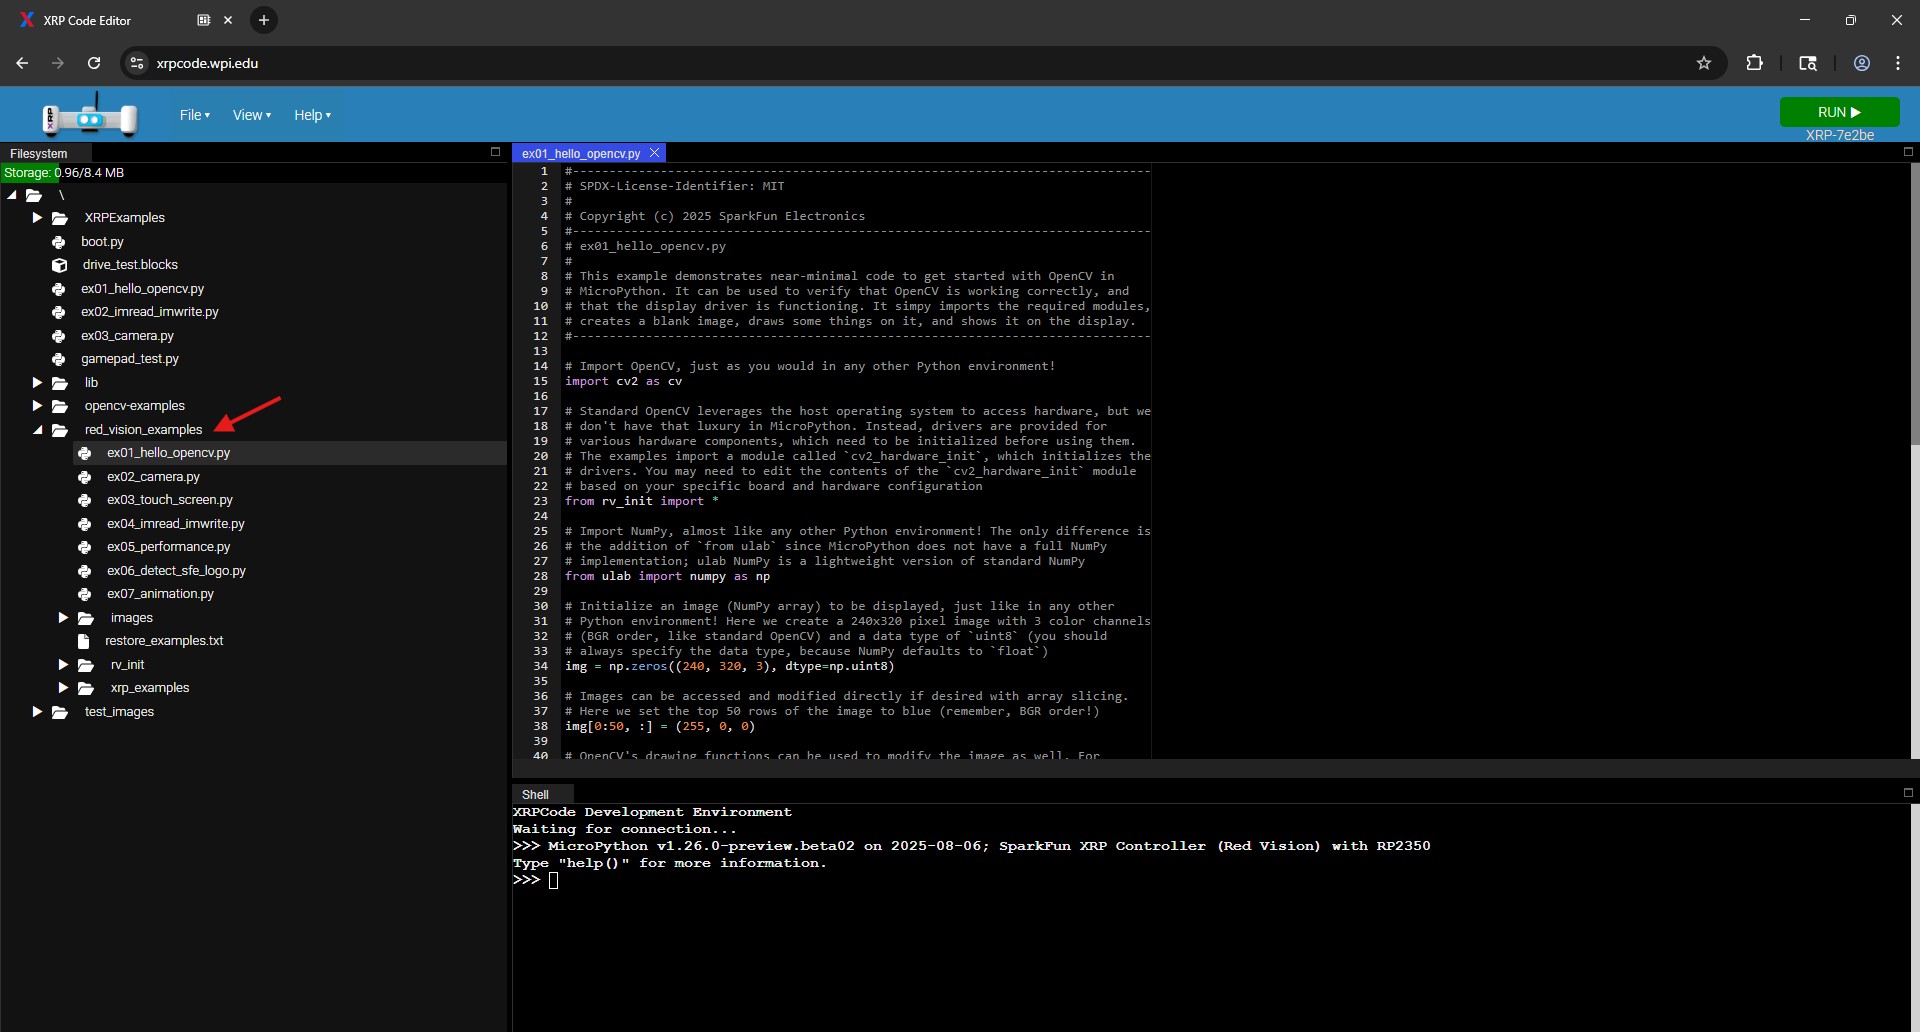 XRP Code Editor
xrpcode.wpi.edu
XRP
File▾
View▾
Help▾
RUN ▶
XRP-7e2be
Filesystem
Storage: 0.96/8.4 MB
\
XRPExamples
boot.py
drive_test.blocks
ex01_hello_opencv.py
ex02_imread_imwrite.py
ex03_camera.py
gamepad_test.py
lib
opencv-examples
red_vision_examples
ex01_hello_opencv.py
ex02_camera.py
ex03_touch_screen.py
ex04_imread_imwrite.py
ex05_performance.py
ex06_detect_sfe_logo.py
ex07_animation.py
images
restore_examples.txt
rv_init
xrp_examples
test_images
ex01_hello_opencv.py
1 #-------------------------------------------------------------------------------
2 # SPDX-License-Identifier: MIT
3 #
4 # Copyright (c) 2025 SparkFun Electronics
5 #-------------------------------------------------------------------------------
6 # ex01_hello_opencv.py
7 #
8 # This example demonstrates near-minimal code to get started with OpenCV in
9 # MicroPython. It can be used to verify that OpenCV is working correctly, and
10 # that the display driver is functioning. It simpy imports the required modules,
11 # creates a blank image, draws some things on it, and shows it on the display.
12 #-------------------------------------------------------------------------------
13
14 # Import OpenCV, just as you would in any other Python environment!
15 import cv2 as cv
16
17 # Standard OpenCV leverages the host operating system to access hardware, but we
18 # don't have that luxury in MicroPython. Instead, drivers are provided for
19 # various hardware components, which need to be initialized before using them.
20 # The examples import a module called `cv2_hardware_init`, which initializes the
21 # drivers. You may need to edit the contents of the `cv2_hardware_init` module
22 # based on your specific board and hardware configuration
23 from rv_init import *
24
25 # Import NumPy, almost like any other Python environment! The only difference is
26 # the addition of `from ulab` since MicroPython does not have a full NumPy
27 # implementation; ulab NumPy is a lightweight version of standard NumPy
28 from ulab import numpy as np
29
30 # Initialize an image (NumPy array) to be displayed, just like in any other
31 # Python environment! Here we create a 240x320 pixel image with 3 color channels
32 # (BGR order, like standard OpenCV) and a data type of `uint8` (you should
33 # always specify the data type, because NumPy defaults to `float`)
34 img = np.zeros((240, 320, 3), dtype=np.uint8)
35
36 # Images can be accessed and modified directly if desired with array slicing.
37 # Here we set the top 50 rows of the image to blue (remember, BGR order!)
38 img[0:50, :] = (255, 0, 0)
39
40 # OpenCV's drawing functions can be used to modify the image as well. For
Shell
XRPCode Development Environment
Waiting for connection...
>>> MicroPython v1.26.0-preview.beta02 on 2025-08-06; SparkFun XRP Controller (Red Vision) with RP2350
Type "help()" for more information.
>>>